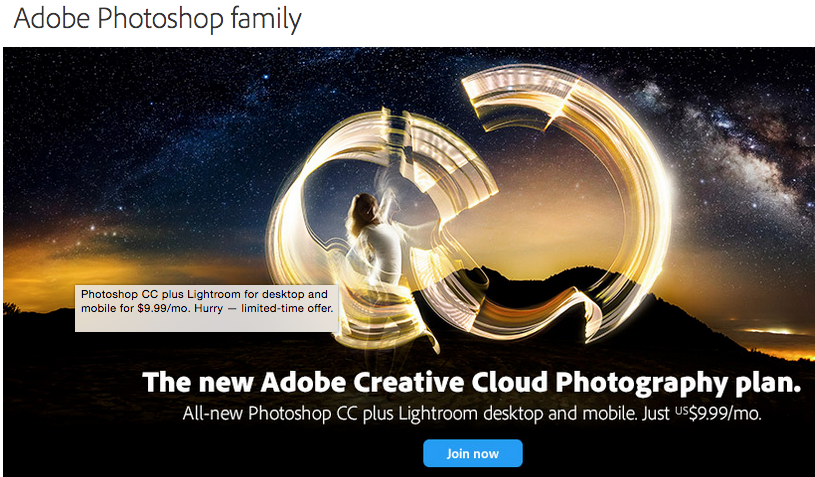 Adobe Photoshop family
Photoshop CC plus Lightroom for desktop and
mobile for $9.99/mo. Hurry — limited-time offer.
The new Adobe Creative Cloud Photography plan.
All-new Photoshop CC plus Lightroom desktop and mobile. Just US$9.99/mo.
Join now